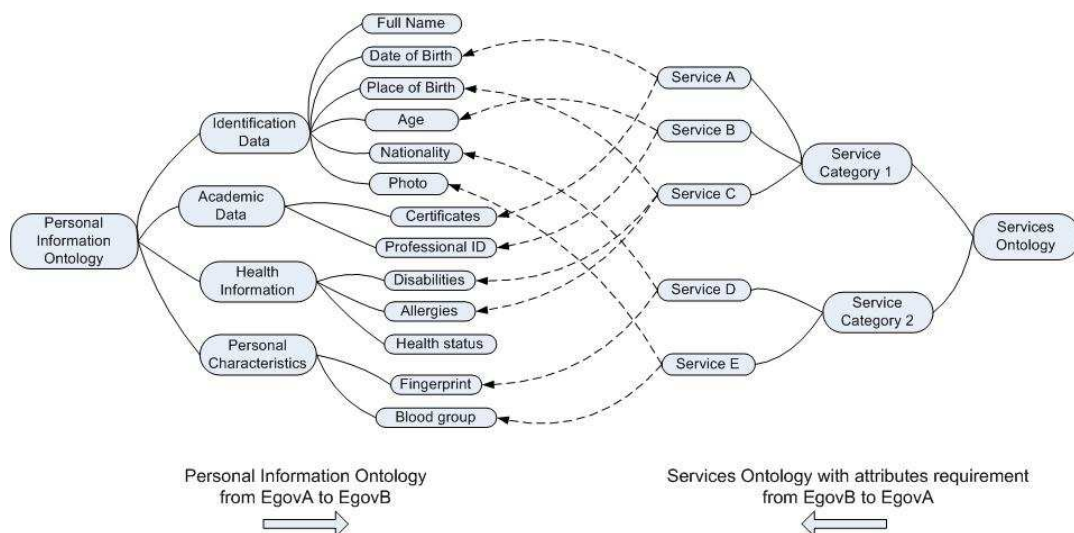 Full Name
Date of Birth
Place of Birth
Age
Nationality
Photo
Identification
Data
Academic
Data
Certificates
Professional ID
Personal
Information
Ontology
Health
Information
Disabilities
Allergies
Health status
Personal
Characteristics
Fingerprint
Blood group
Service A
Service B
Service C
Service D
Service E
Service
Category 1
Service
Category 2
Services
Ontology
Personal Information Ontology
from EgovA to EgovB
Services Ontology with attributes requirement
from EgovB to EgovA